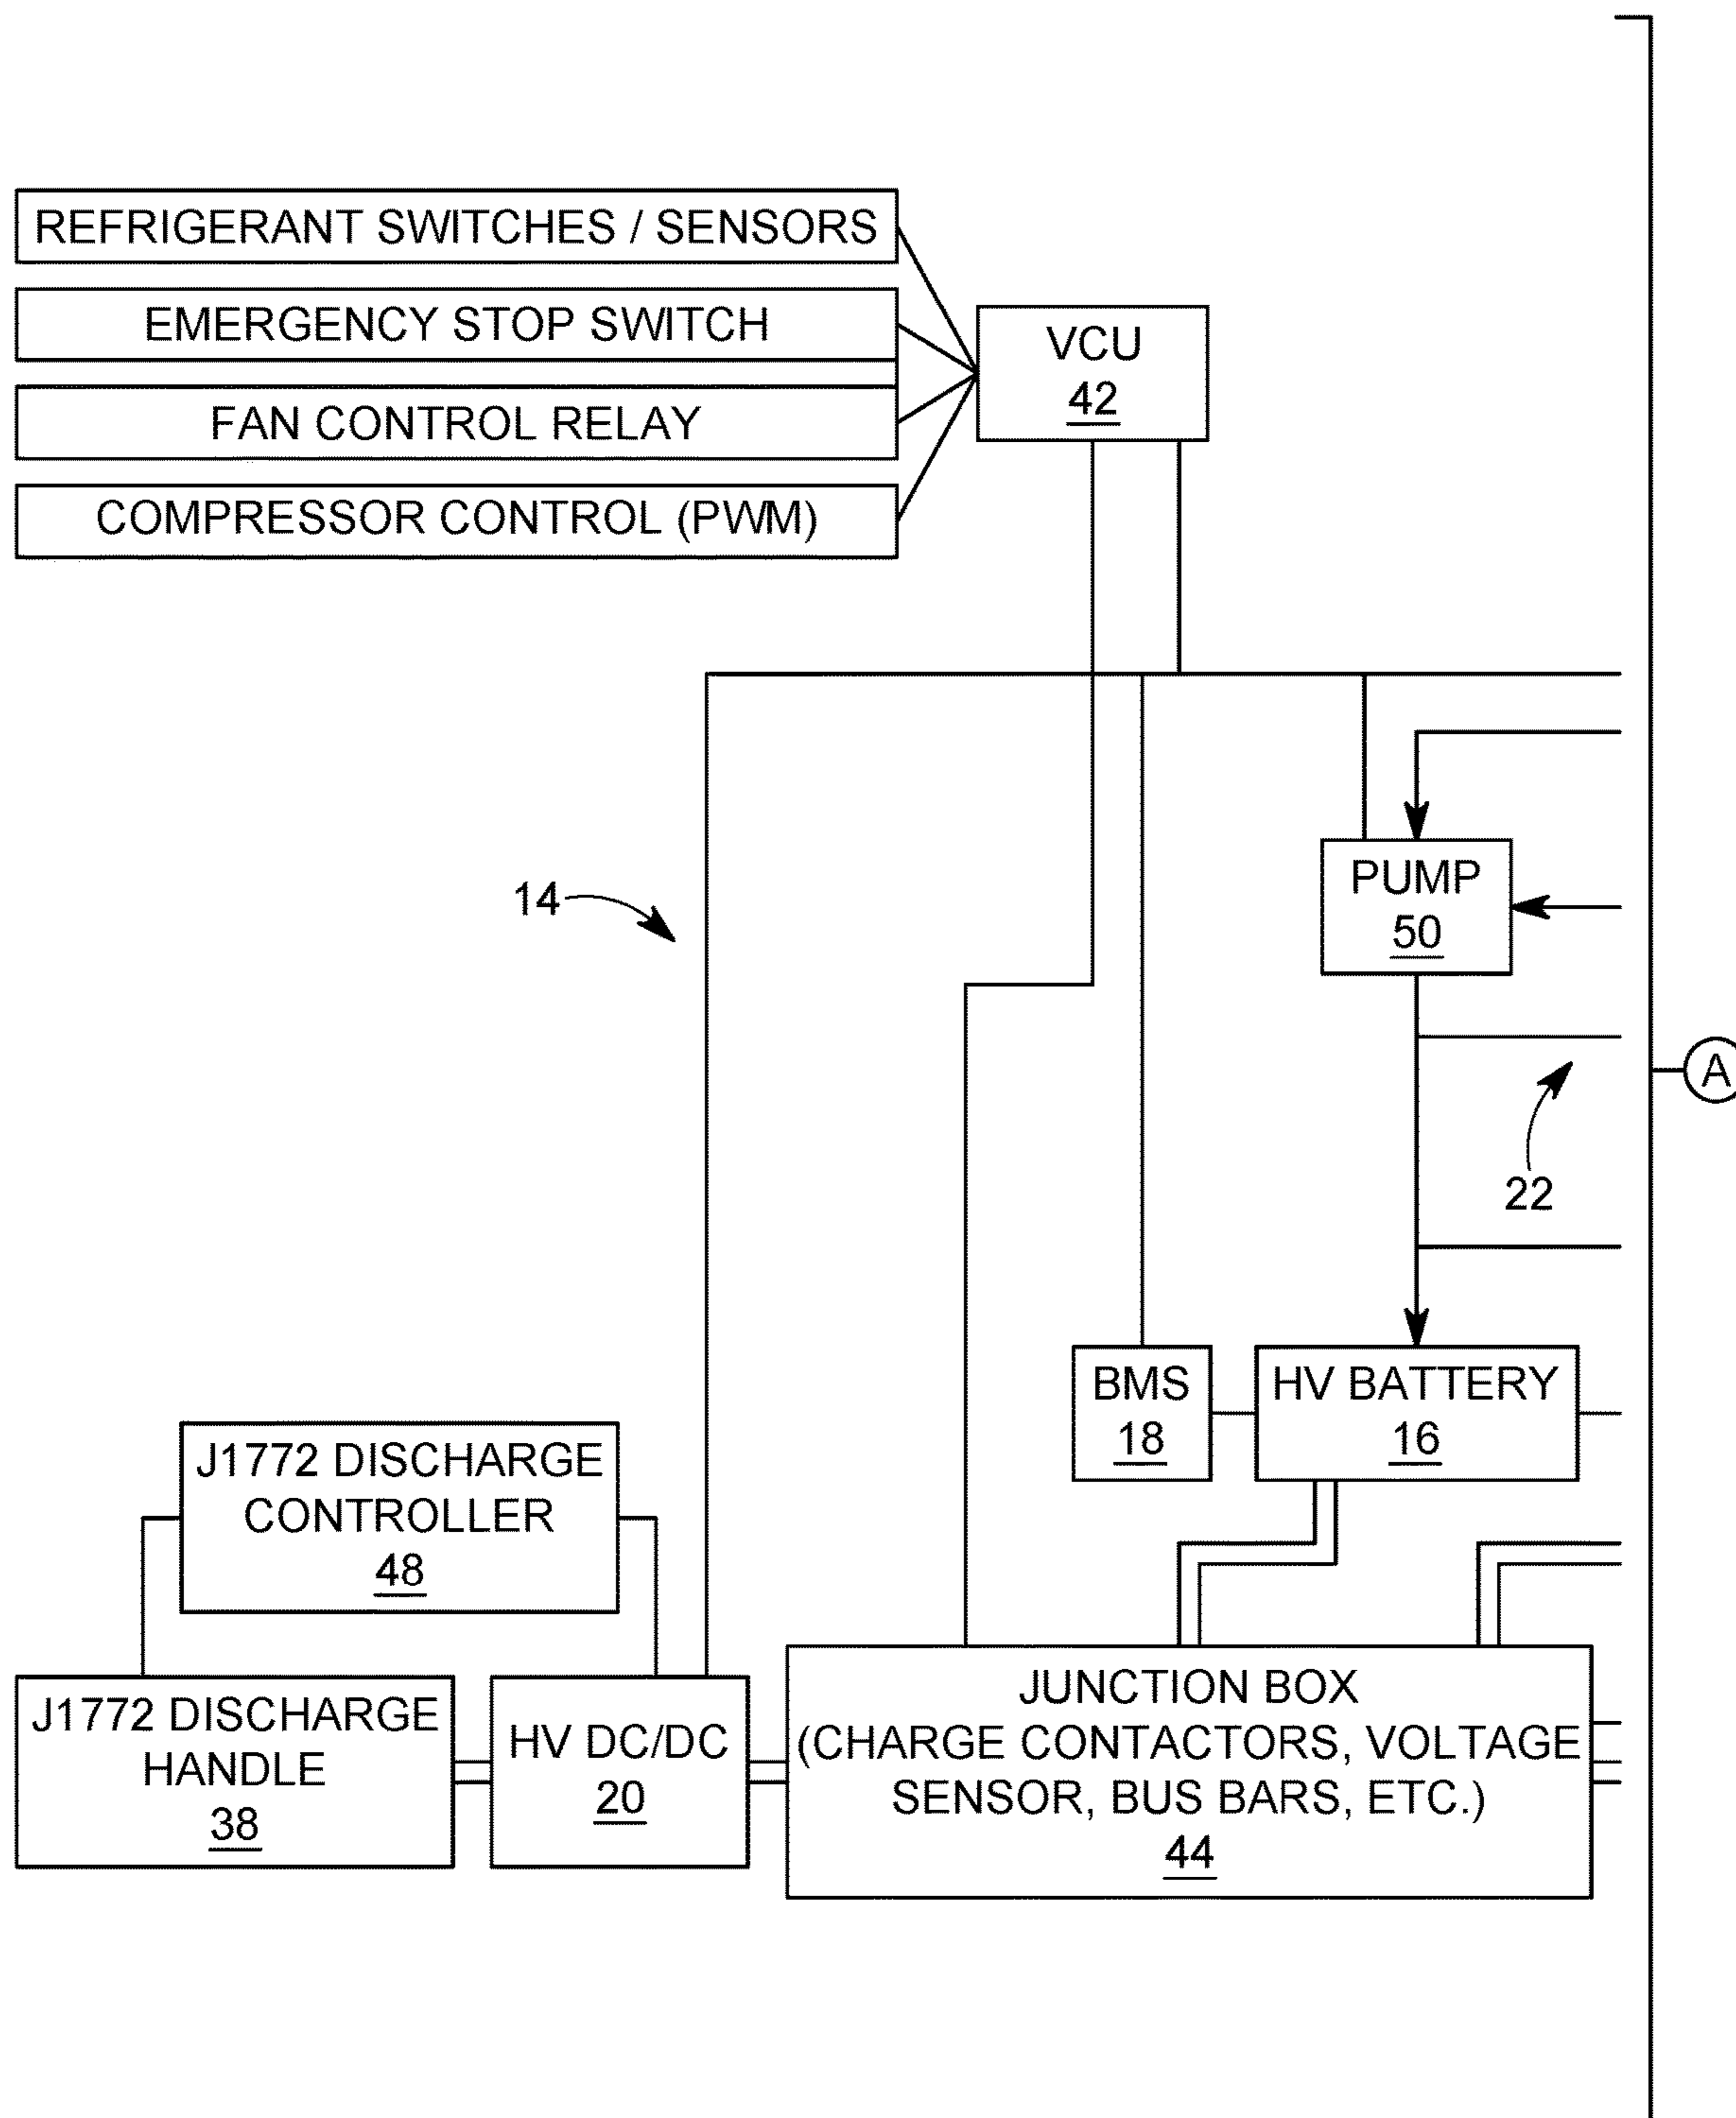 REFRIGERANT SWITCHES / SENSORS
EMERGENCY STOP SWITCH
FAN CONTROL RELAY
COMPRESSOR CONTROL (PWM)
VCU
42
14
PUMP
50
A
22
BMS
18
HV BATTERY
16
J1772 DISCHARGE
CONTROLLER
48
J1772 DISCHARGE
HANDLE
38
HV DC/DC
20
JUNCTION BOX
(CHARGE CONTACTORS, VOLTAGE
SENSOR, BUS BARS, ETC.)
44